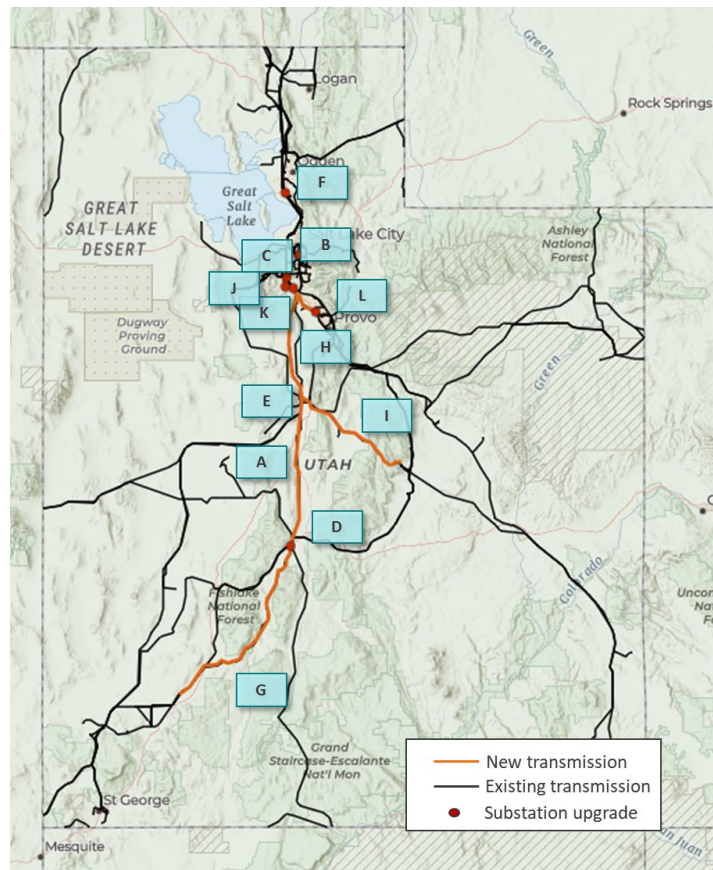 Logan
Green
Rock Springs
Ogden
F
Great
Salt
Lake
GREAT
SALT LAKE
DESERT
Salt Lake City
B
C
Ashley
National
Forest
J
L
K
Provo
Dugway
Proving
Ground
H
Green
E
I
A
UTAH
D
Colorado
Fishlake
National
Forest
G
Grand
Staircase-Escalante
Nat'l Mon
New transmission
Existing transmission
Substation upgrade
St George
Mesquite